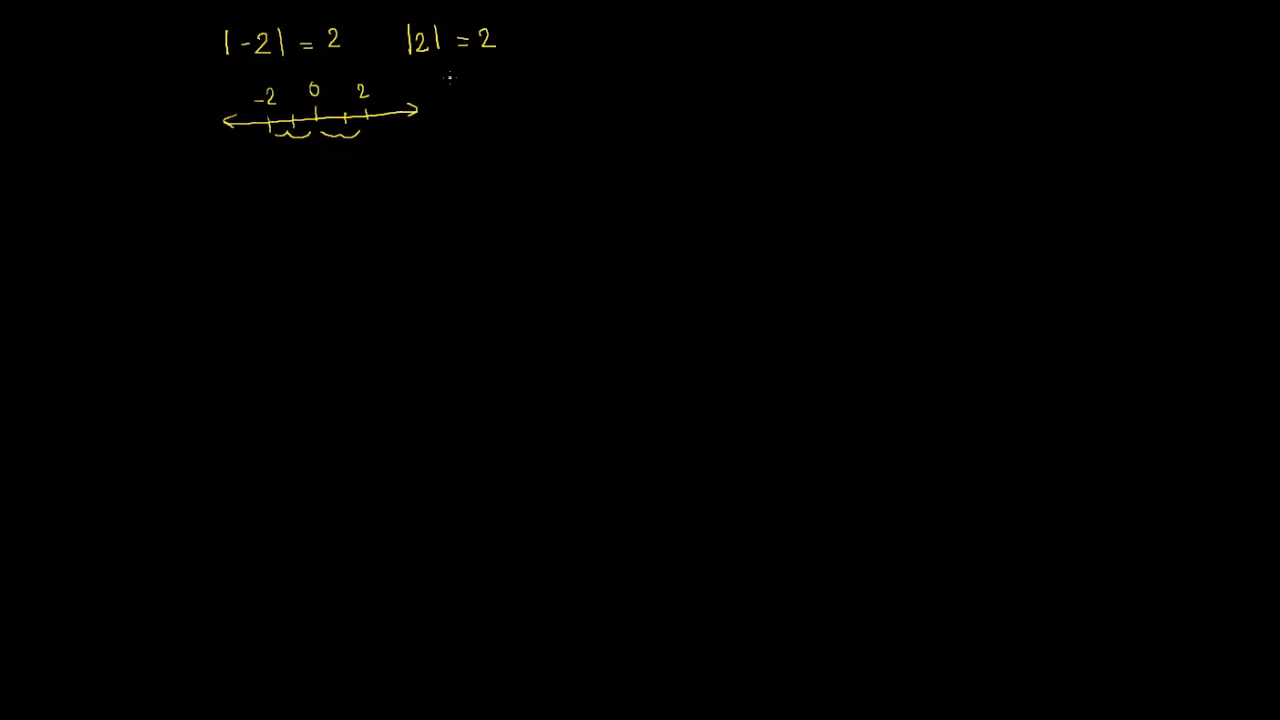 |-2| = 2 |2| = 2
-2 0 2